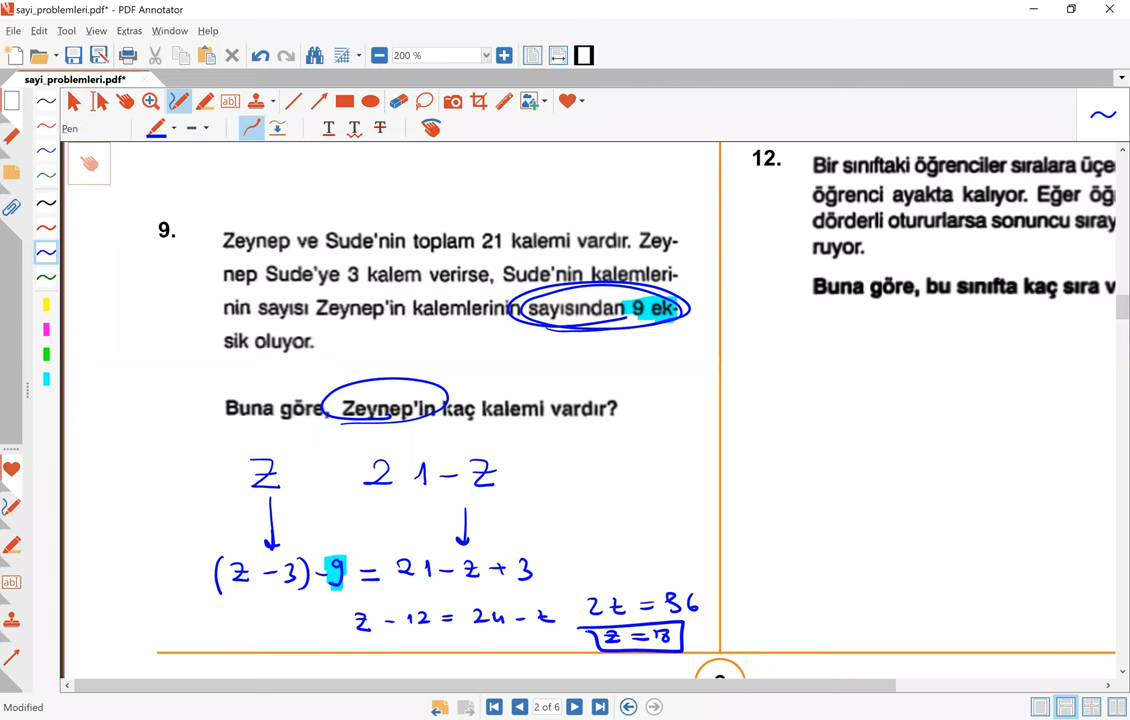 sayi_problemleri.pdf* - PDF Annotator
File Edit Tool View Extras Window Help
200 %
sayi_problemleri.pdf*
Pen
9.
Zeynep ve Sude'nin toplam 21 kalemi vardır. Zey-
nep Sude'ye 3 kalem verirse, Sude'nin kalemleri-
nin sayısı Zeynep'in kalemlerinin sayısından 9 ek-
sik oluyor.
Buna göre, Zeynep'in kaç kalemi vardır?
Z 21-Z
(Z-3)-9 = 21-Z+3
Z-12 = 24-Z
2Z = 36
Z = 18
12.
Bir sınıftaki öğrenciler sıralara üçe
öğrenci ayakta kalıyor. Eğer öğ
dörderli otururlarsa sonuncu sıray
ruyor.
Buna göre, bu sınıfta kaç sıra v
Modified
2 of 6